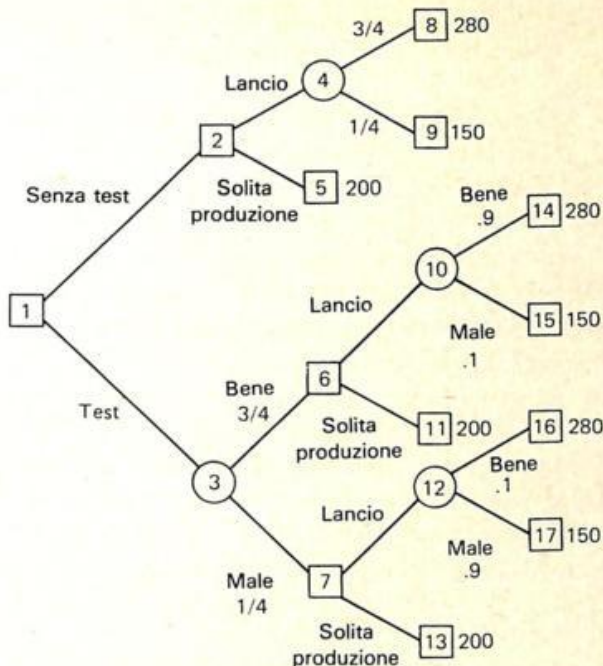 3/4
8 280
Lancio
4
1/4
9 150
2
Senza test
Solita
produzione
5 200
1
Bene
.9
14 280
10
Lancio
Male
.1
15 150
Test
Bene
3/4
6
Solita
produzione
11 200
16 280
3
Lancio
12
Bene
.1
17 150
Male
.9
Male
1/4
7
Solita
produzione
13 200